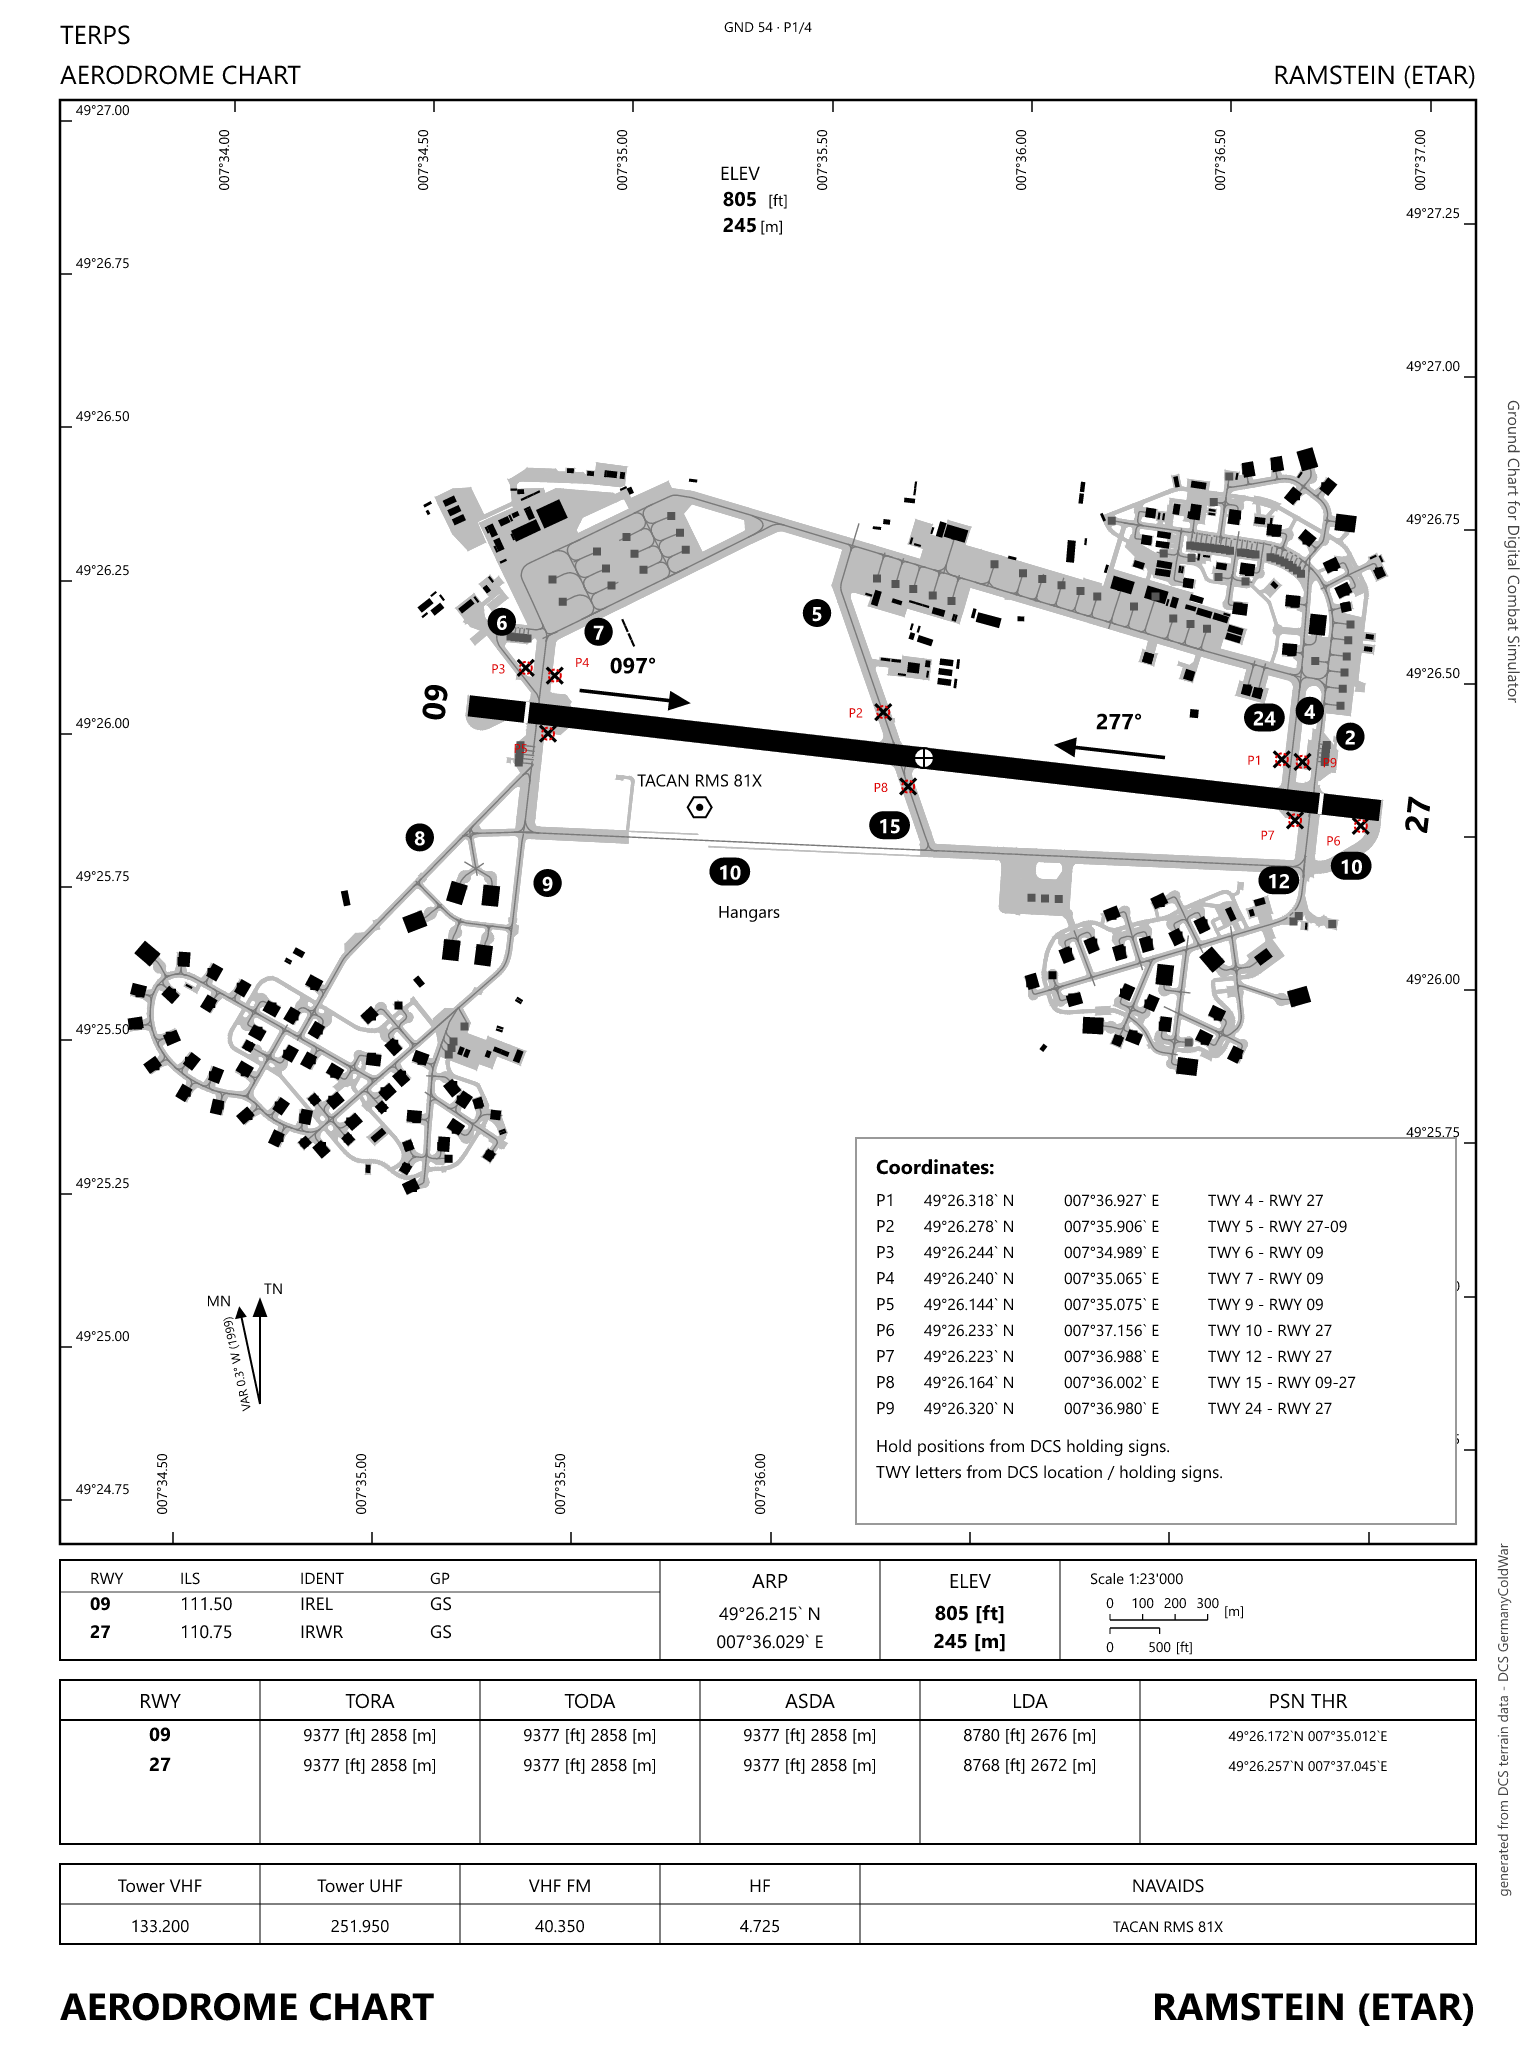 GND 54 · P1/4
TERPS
AERODROME CHART
RAMSTEIN (ETAR)
49°27.00
007°34.00
007°34.50
007°35.00
007°35.50
007°36.00
007°36.50
007°37.00
ELEV
805 [ft]
245 [m]
49°27.25
49°26.75
49°27.00
49°26.50
49°26.75
49°26.25
49°26.50
49°26.00
49°25.75
49°26.00
49°25.50
49°25.75
49°25.25
49°25.00
49°24.75
6
7
5
P3
P4
097°
09
P2
277°
24
4
2
P5
P1
P9
TACAN RMS 81X
P8
15
P7
P6
27
8
9
10
12
10
Hangars
MN
TN
VAR 0.3° W (1999)
007°34.50
007°35.00
007°35.50
007°36.00
Coordinates:
P1 49°26.318` N 007°36.927` E TWY 4 - RWY 27
P2 49°26.278` N 007°35.906` E TWY 5 - RWY 27-09
P3 49°26.244` N 007°34.989` E TWY 6 - RWY 09
P4 49°26.240` N 007°35.065` E TWY 7 - RWY 09
P5 49°26.144` N 007°35.075` E TWY 9 - RWY 09
P6 49°26.233` N 007°37.156` E TWY 10 - RWY 27
P7 49°26.223` N 007°36.988` E TWY 12 - RWY 27
P8 49°26.164` N 007°36.002` E TWY 15 - RWY 09-27
P9 49°26.320` N 007°36.980` E TWY 24 - RWY 27
Hold positions from DCS holding signs.
TWY letters from DCS location / holding signs.
Ground Chart for Digital Combat Simulator
generated from DCS terrain data - DCS GermanyColdWar
RWY ILS IDENT GP
09 111.50 IREL GS
27 110.75 IRWR GS
ARP
49°26.215` N
007°36.029` E
ELEV
805 [ft]
245 [m]
Scale 1:23'000
0 100 200 300 [m]
0 500 [ft]
RWY TORA TODA ASDA LDA PSN THR
09 9377 [ft] 2858 [m] 9377 [ft] 2858 [m] 9377 [ft] 2858 [m] 8780 [ft] 2676 [m] 49°26.172`N 007°35.012`E
27 9377 [ft] 2858 [m] 9377 [ft] 2858 [m] 9377 [ft] 2858 [m] 8768 [ft] 2672 [m] 49°26.257`N 007°37.045`E
Tower VHF Tower UHF VHF FM HF NAVAIDS
133.200 251.950 40.350 4.725 TACAN RMS 81X
AERODROME CHART
RAMSTEIN (ETAR)